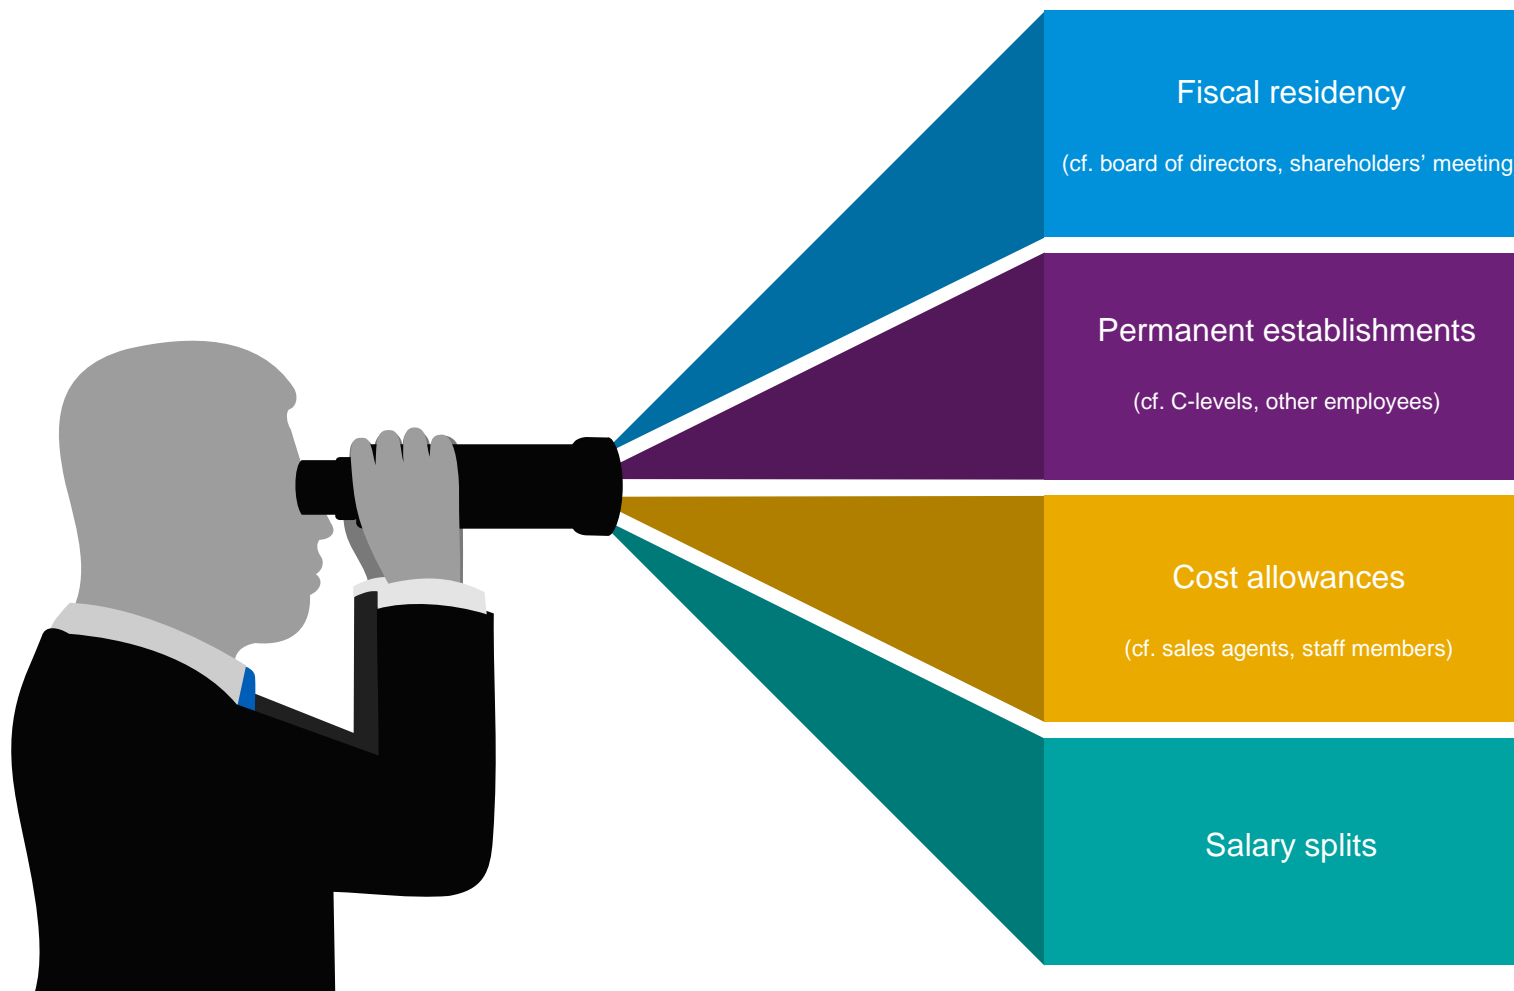 Fiscal residency
(cf. board of directors, shareholders’ meeting
Permanent establishments
(cf. C-levels, other employees)
Cost allowances
(cf. sales agents, staff members)
Salary splits